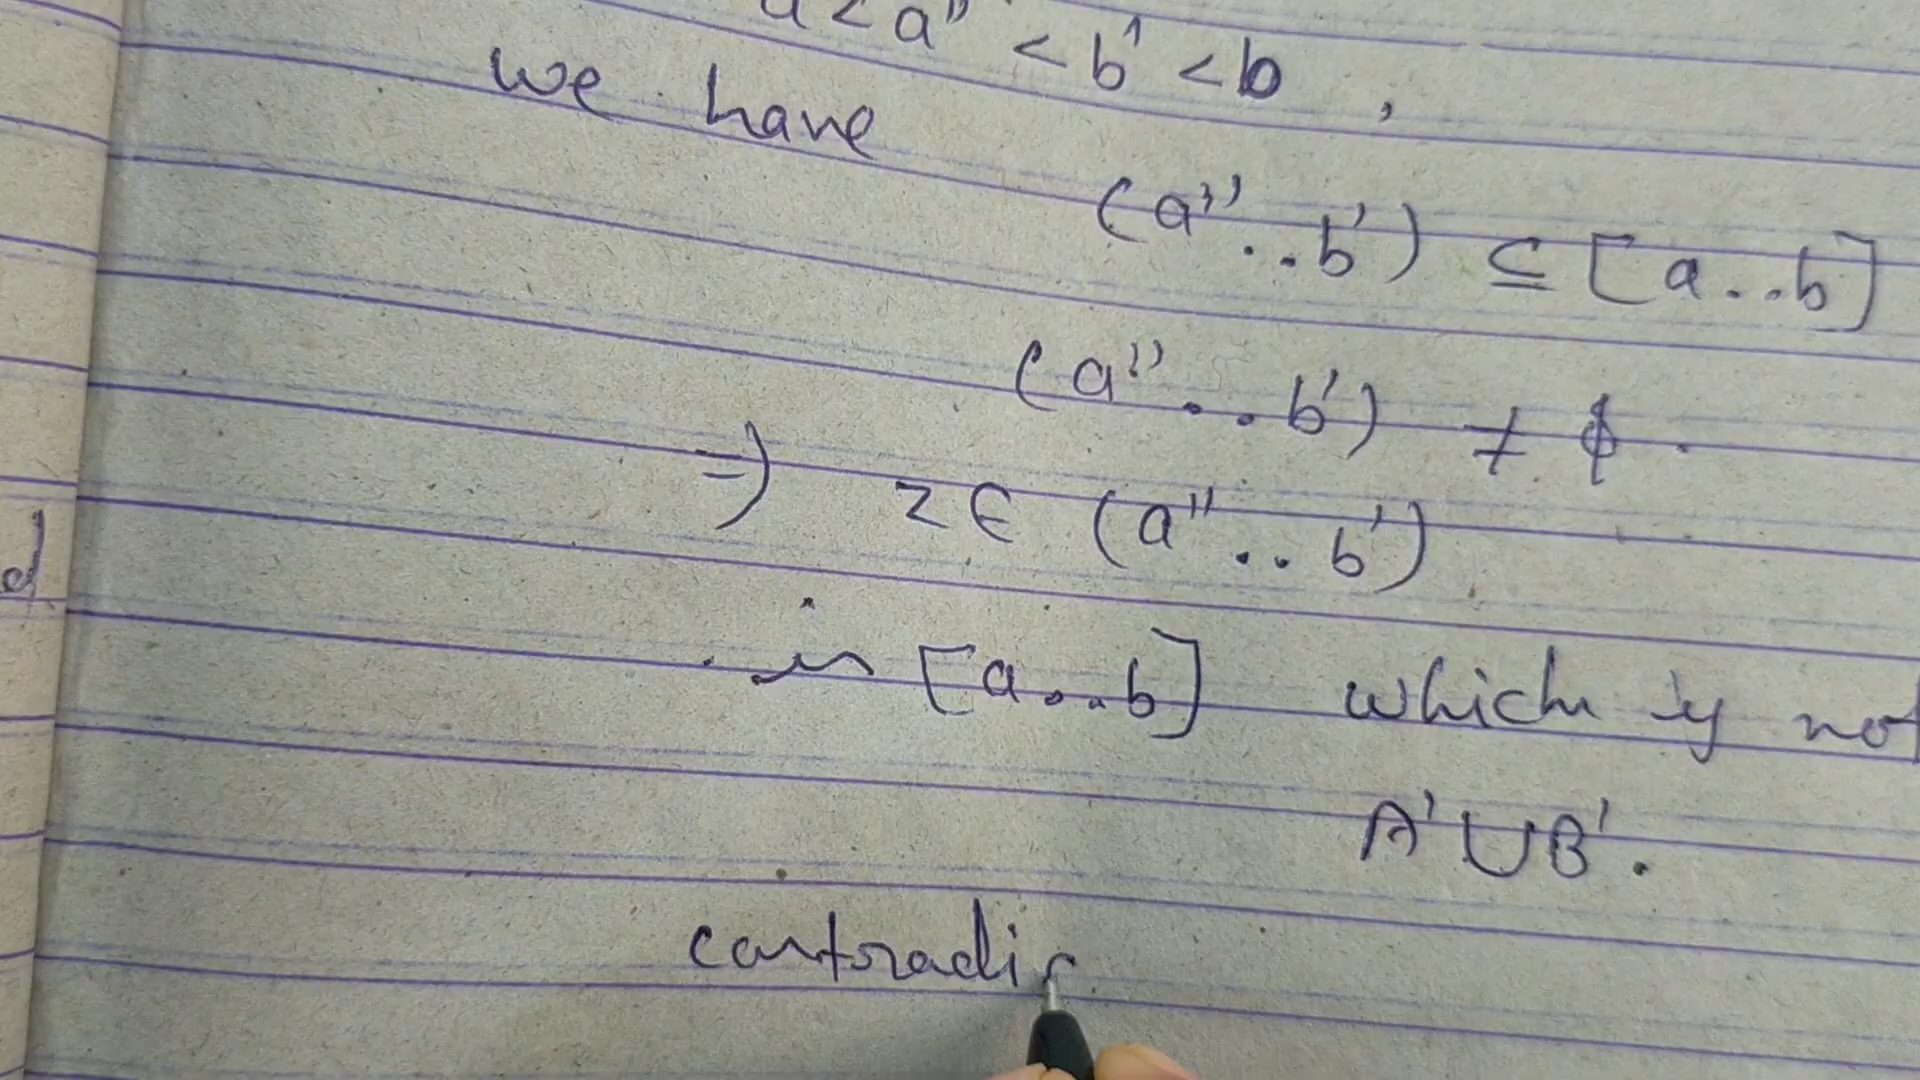 a < a'' < b' < b ,
we have
(a''..b') ⊆ [a..b]
(a''..b') ≠ ϕ .
=) z ∈ (a''..b')
d
in [a..b] which is not
A' ∪ B' .
contradic